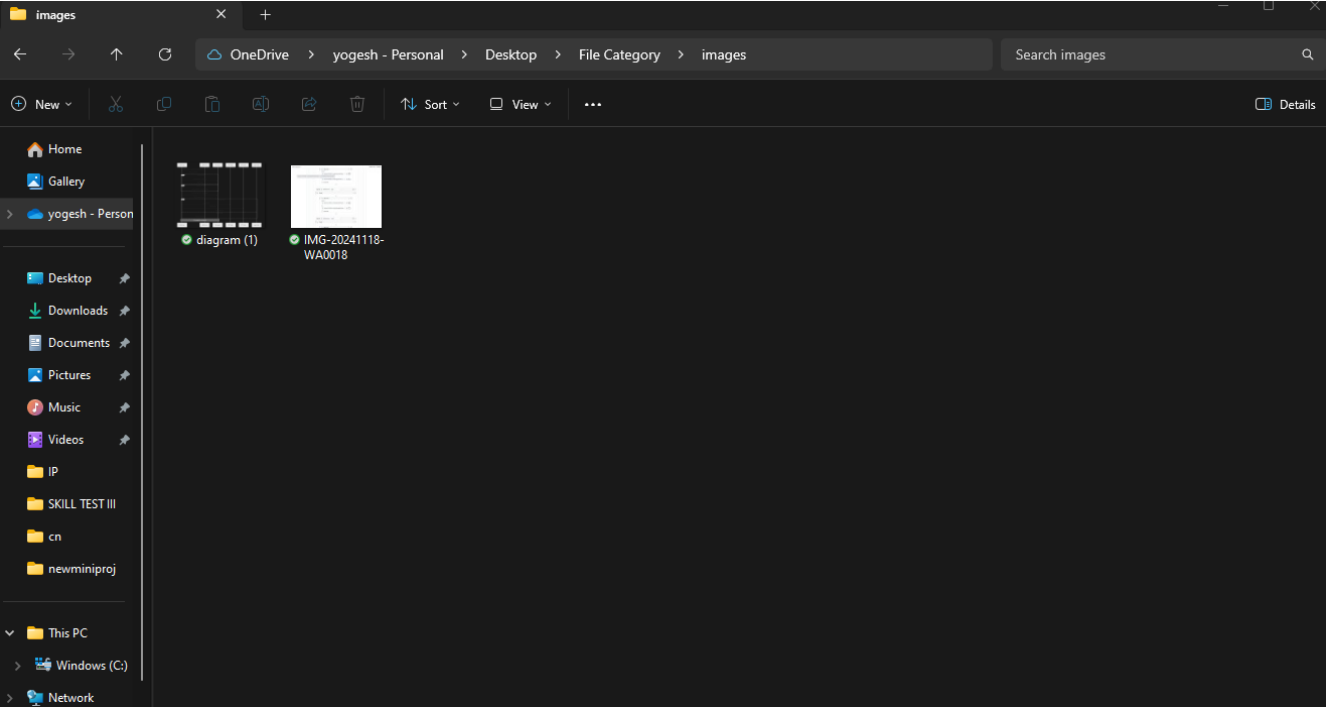 images
OneDrive > yogesh - Personal > Desktop > File Category > images
Search images
New
Sort
View
Details
Home
Gallery
yogesh - Person
Desktop
Downloads
Documents
Pictures
Music
Videos
IP
SKILL TEST III
cn
newminiproj
This PC
Windows (C:)
Network
diagram (1)
IMG-20241118-
WA0018